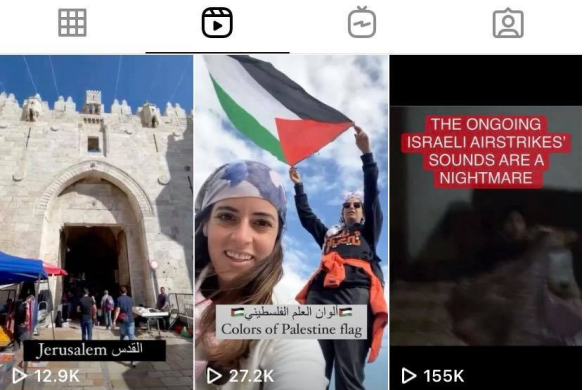 Jerusalem القدس
12.9K
🇵🇸ألوان العلم الفلسطيني🇵🇸
Colors of Palestine flag
27.2K
THE ONGOING
ISRAELI AIRSTRIKES'
SOUNDS ARE A
NIGHTMARE
155K